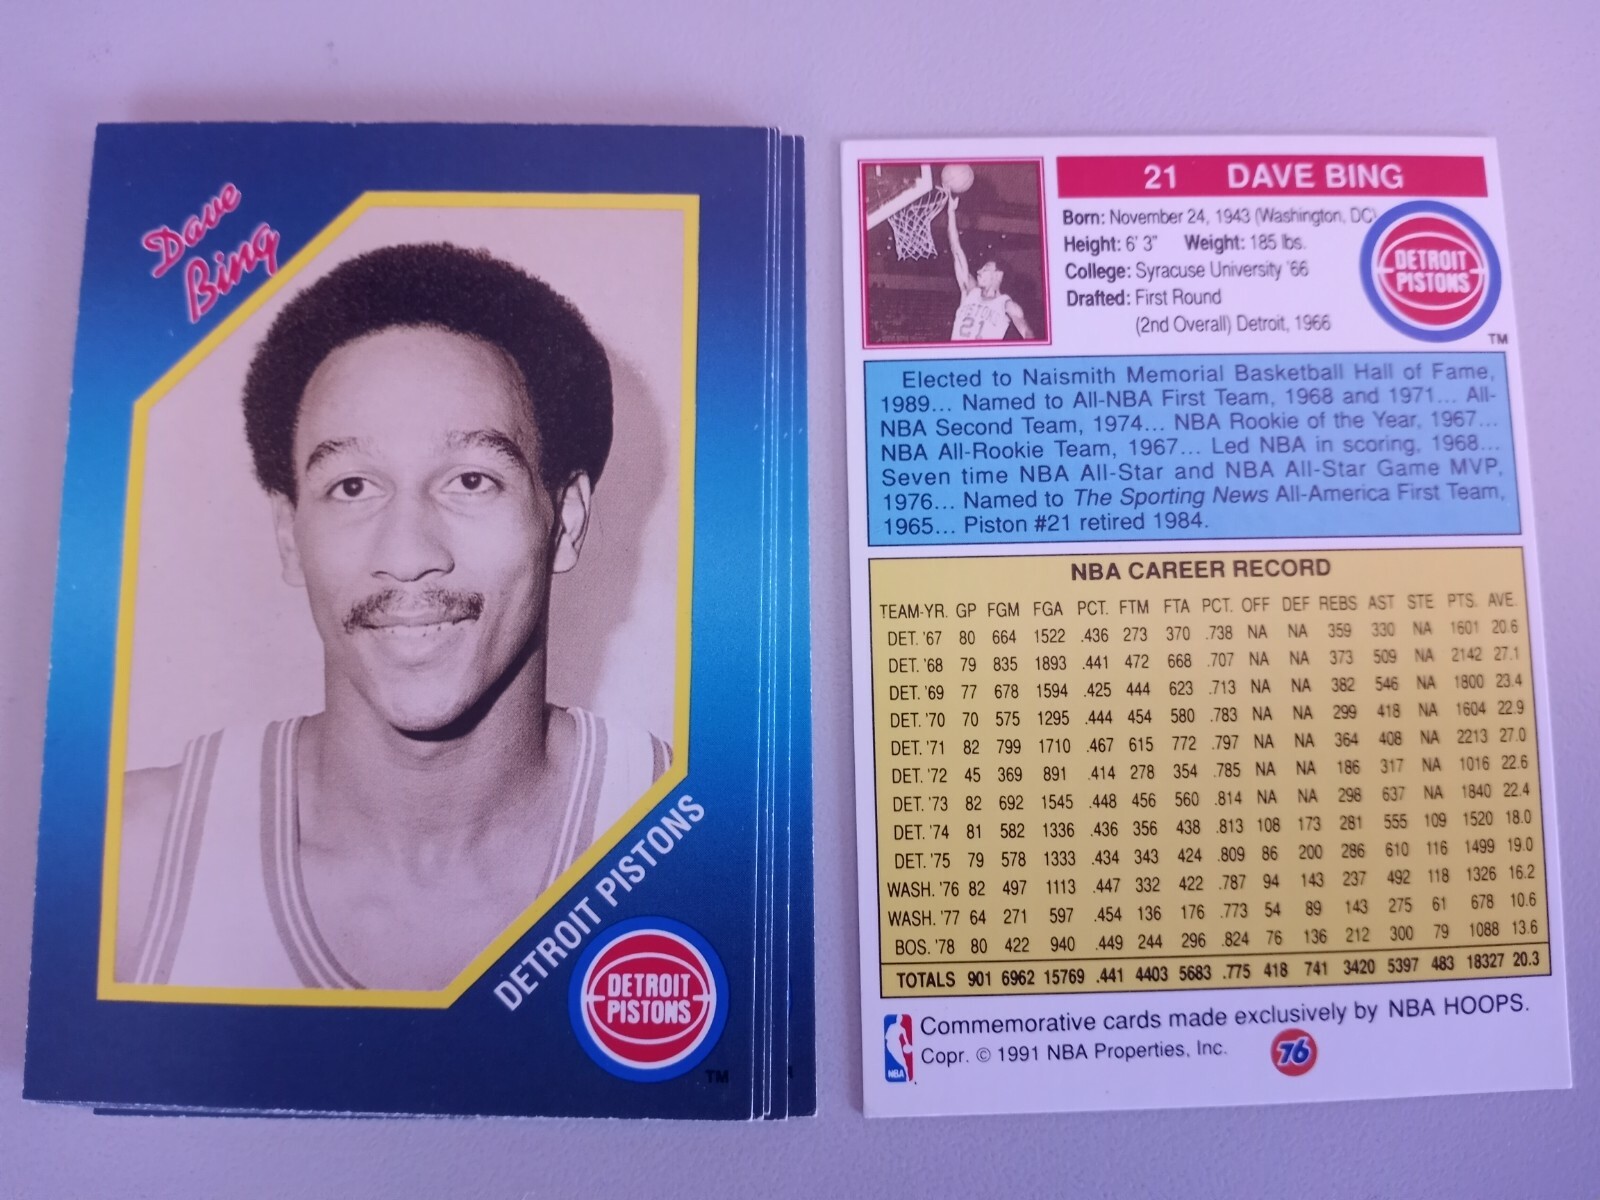 Dave
Bing
DETROIT PISTONS
DETROIT
PISTONS
TM
21 DAVE BING
Born: November 24, 1943 (Washington, DC)
Height: 6' 3" Weight: 185 lbs.
College: Syracuse University '66
Drafted: First Round
(2nd Overall) Detroit, 1966
DETROIT
PISTONS
TM
Elected to Naismith Memorial Basketball Hall of Fame,
1989... Named to All-NBA First Team, 1968 and 1971... All-
NBA Second Team, 1974... NBA Rookie of the Year, 1967...
NBA All-Rookie Team, 1967... Led NBA in scoring, 1968...
Seven time NBA All-Star and NBA All-Star Game MVP,
1976... Named to The Sporting News All-America First Team,
1965... Piston #21 retired 1984.
NBA CAREER RECORD
TEAM-YR. GP FGM FGA PCT. FTM FTA PCT. OFF DEF REBS AST STE PTS. AVE.
DET. '67 80 664 1522 .436 273 370 .738 NA NA 359 330 NA 1601 20.6
DET. '68 79 835 1893 .441 472 668 .707 NA NA 373 509 NA 2142 27.1
DET. '69 77 678 1594 .425 444 623 .713 NA NA 382 546 NA 1800 23.4
DET. '70 70 575 1295 .444 454 580 .783 NA NA 299 418 NA 1604 22.9
DET. '71 82 799 1710 .467 615 772 .797 NA NA 364 408 NA 2213 27.0
DET. '72 45 369 891 .414 278 354 .785 NA NA 186 317 NA 1016 22.6
DET. '73 82 692 1545 .448 456 560 .814 NA NA 298 637 NA 1840 22.4
DET. '74 81 582 1336 .436 356 438 .813 108 173 281 555 109 1520 18.0
DET. '75 79 578 1333 .434 343 424 .809 86 200 286 610 116 1499 19.0
WASH. '76 82 497 1113 .447 332 422 .787 94 143 237 492 118 1326 16.2
WASH. '77 64 271 597 .454 136 176 .773 54 89 143 275 61 678 10.6
BOS. '78 80 422 940 .449 244 296 .824 76 136 212 300 79 1088 13.6
TOTALS 901 6962 15769 .441 4403 5683 .775 418 741 3420 5397 483 18327 20.3
Commemorative cards made exclusively by NBA HOOPS.
Copr. © 1991 NBA Properties, Inc.
76
NBA